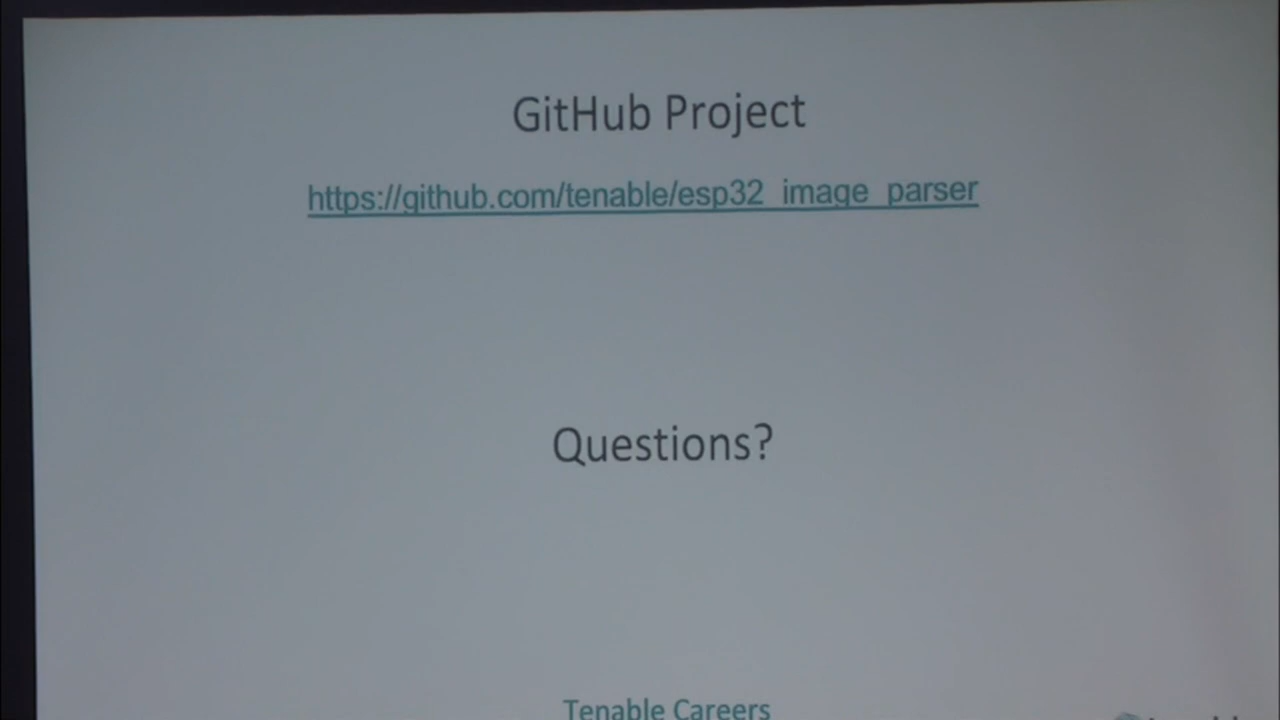 GitHub Project
https://github.com/tenable/esp32_image_parser
Questions?
Tenable Careers